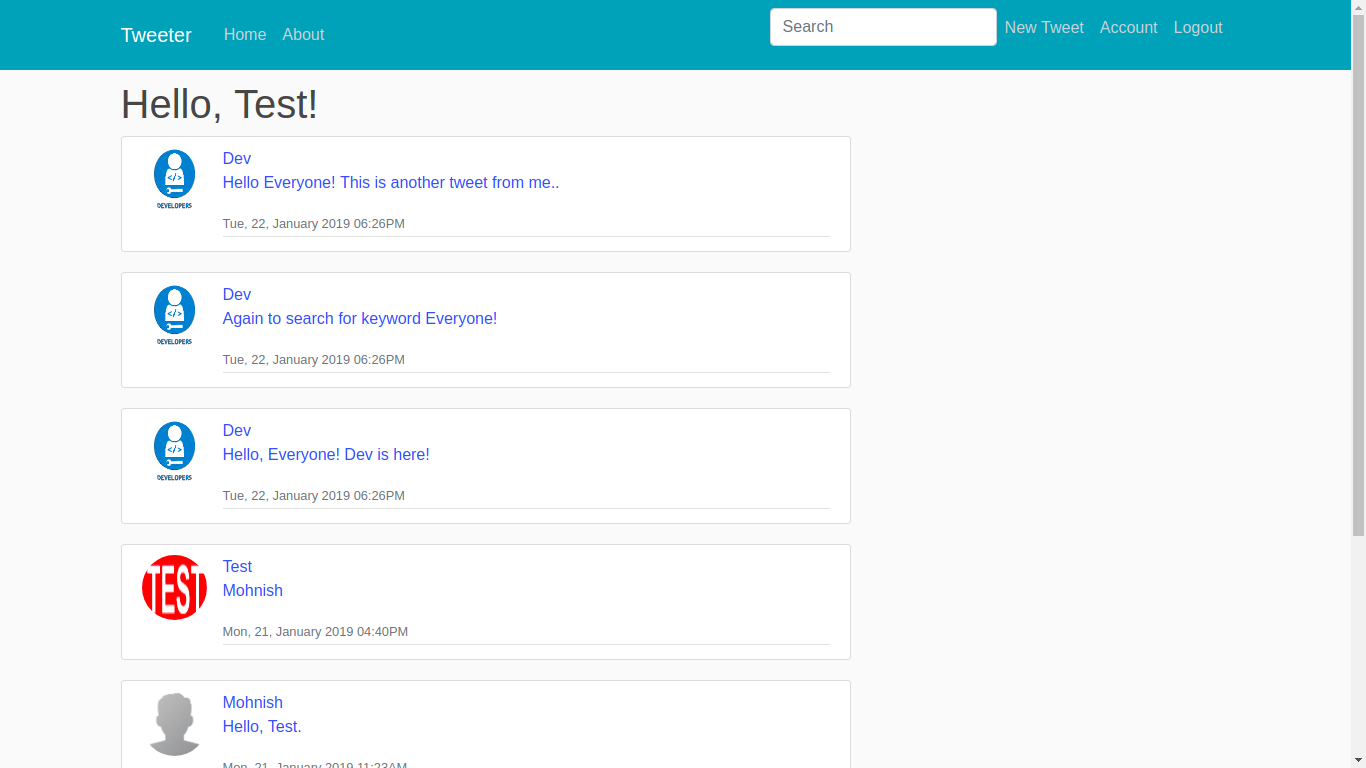 Tweeter Home About Search New Tweet Account Logout
Hello, Test!
Dev
Hello Everyone! This is another tweet from me..
DEVELOPERS
Tue, 22, January 2019 06:26PM
Dev
Again to search for keyword Everyone!
DEVELOPERS
Tue, 22, January 2019 06:26PM
Dev
Hello, Everyone! Dev is here!
DEVELOPERS
Tue, 22, January 2019 06:26PM
Test
TEST
Mohnish
Mon, 21, January 2019 04:40PM
Mohnish
Hello, Test.
Mon, 21, January 2019 11:23AM